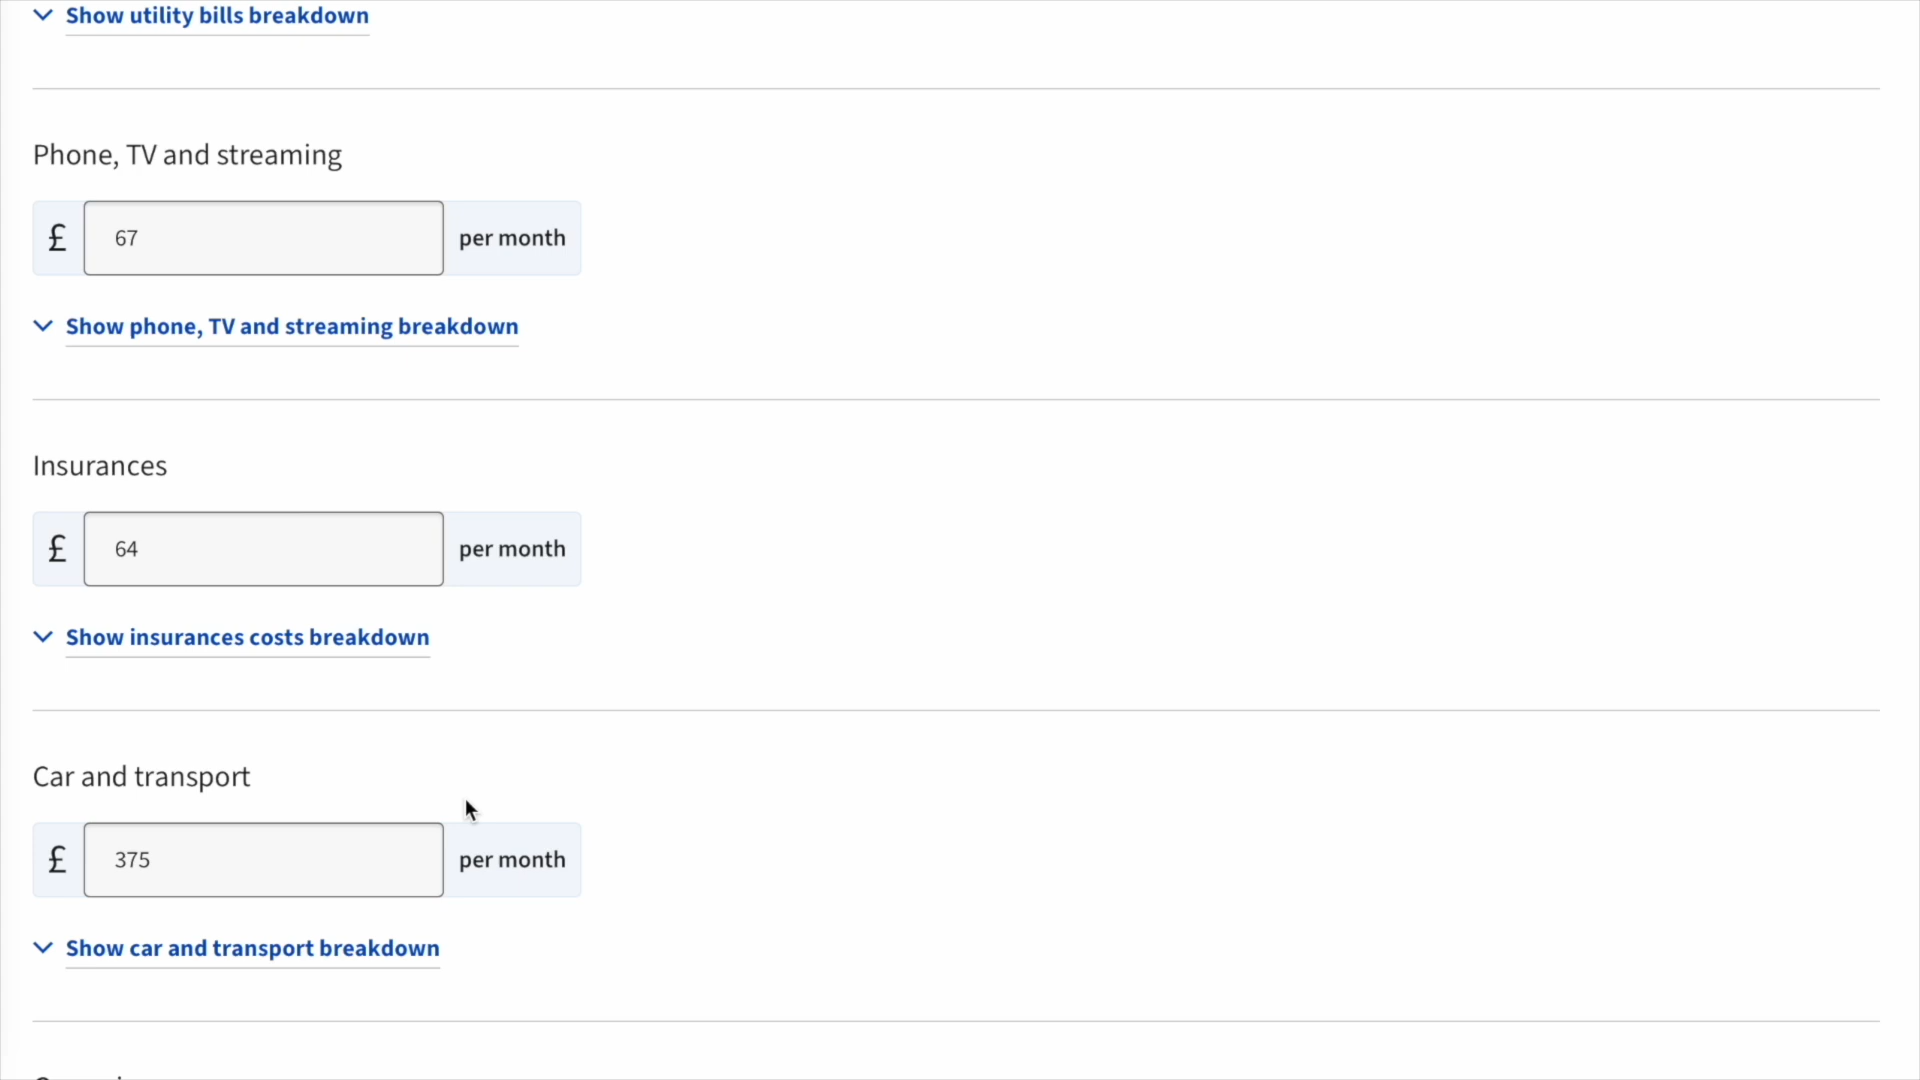 Show utility bills breakdown
Phone, TV and streaming
£ 67 per month
Show phone, TV and streaming breakdown
Insurances
£ 64 per month
Show insurances costs breakdown
Car and transport
£ 375 per month
Show car and transport breakdown